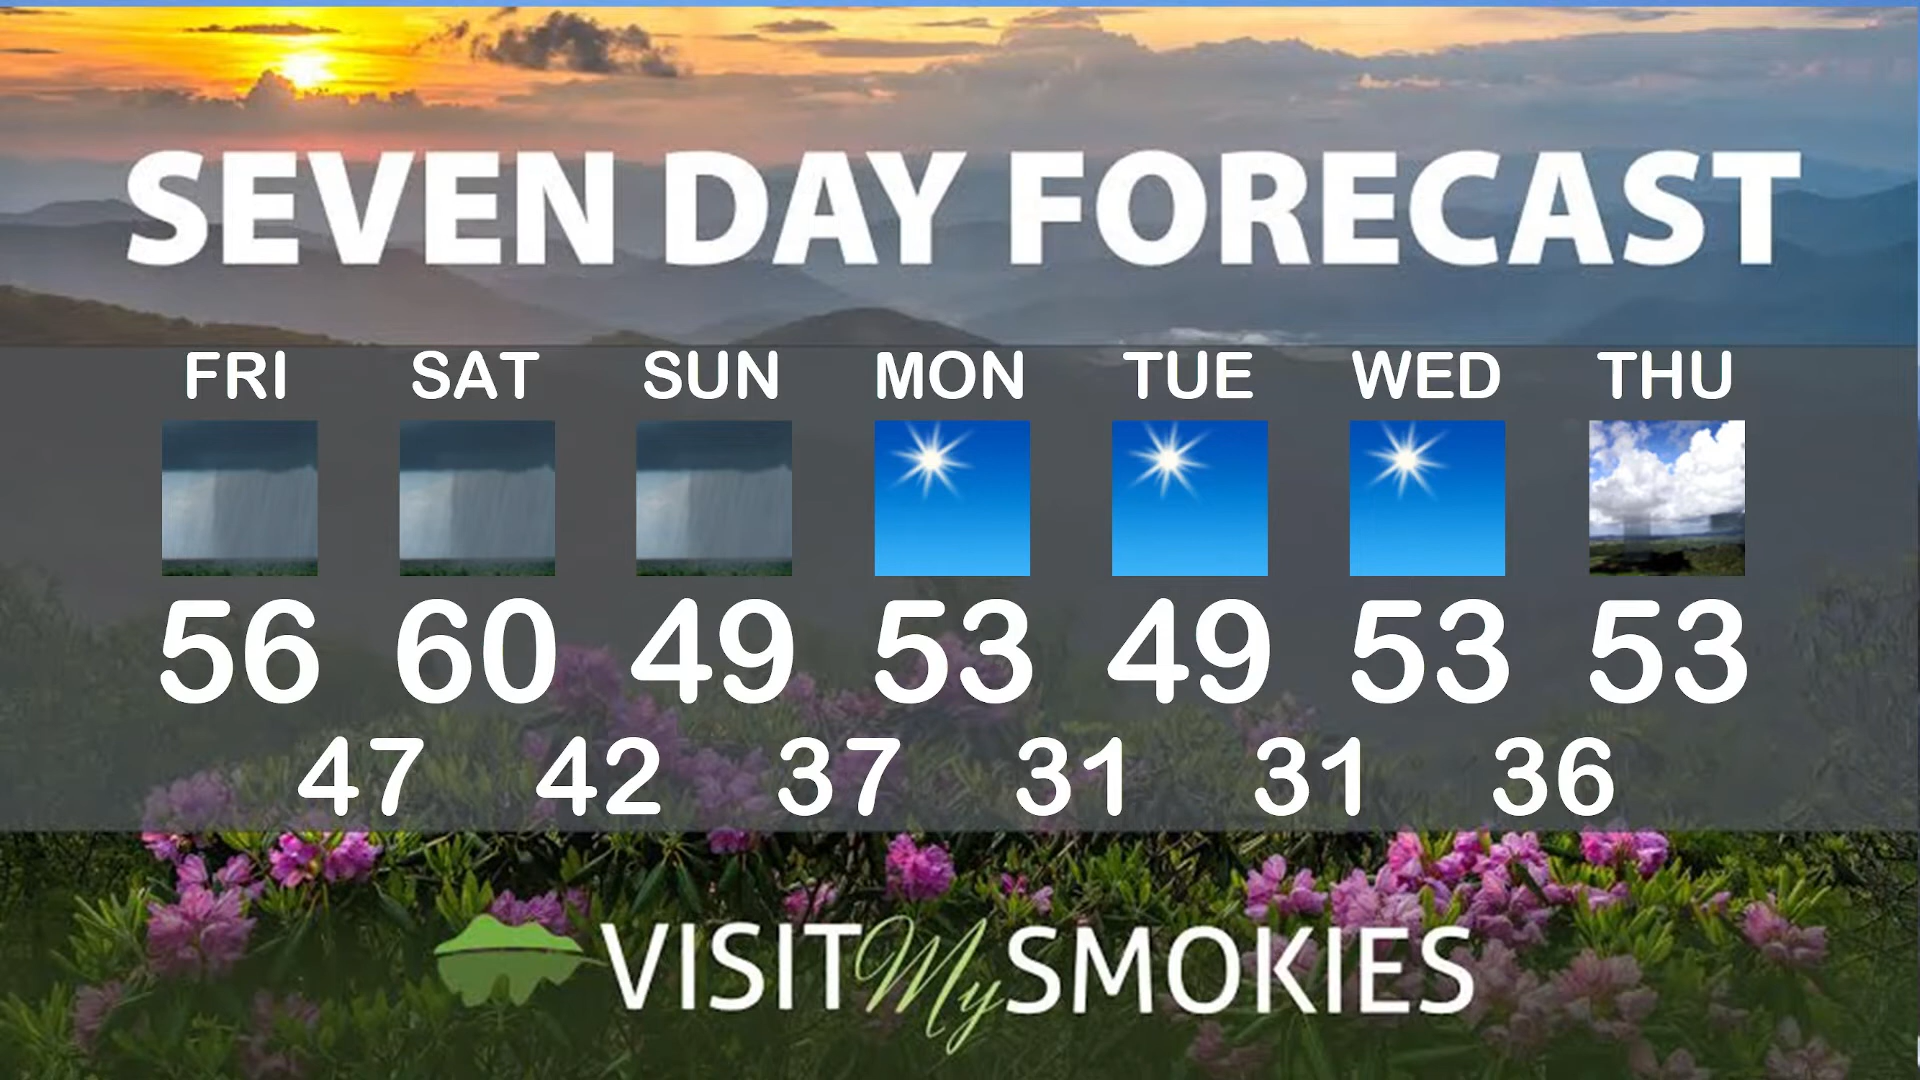 SEVEN DAY FORECAST
FRI SAT SUN MON TUE WED THU
56 60 49 53 49 53 53
47 42 37 31 31 36
VISIT My SMOKIES